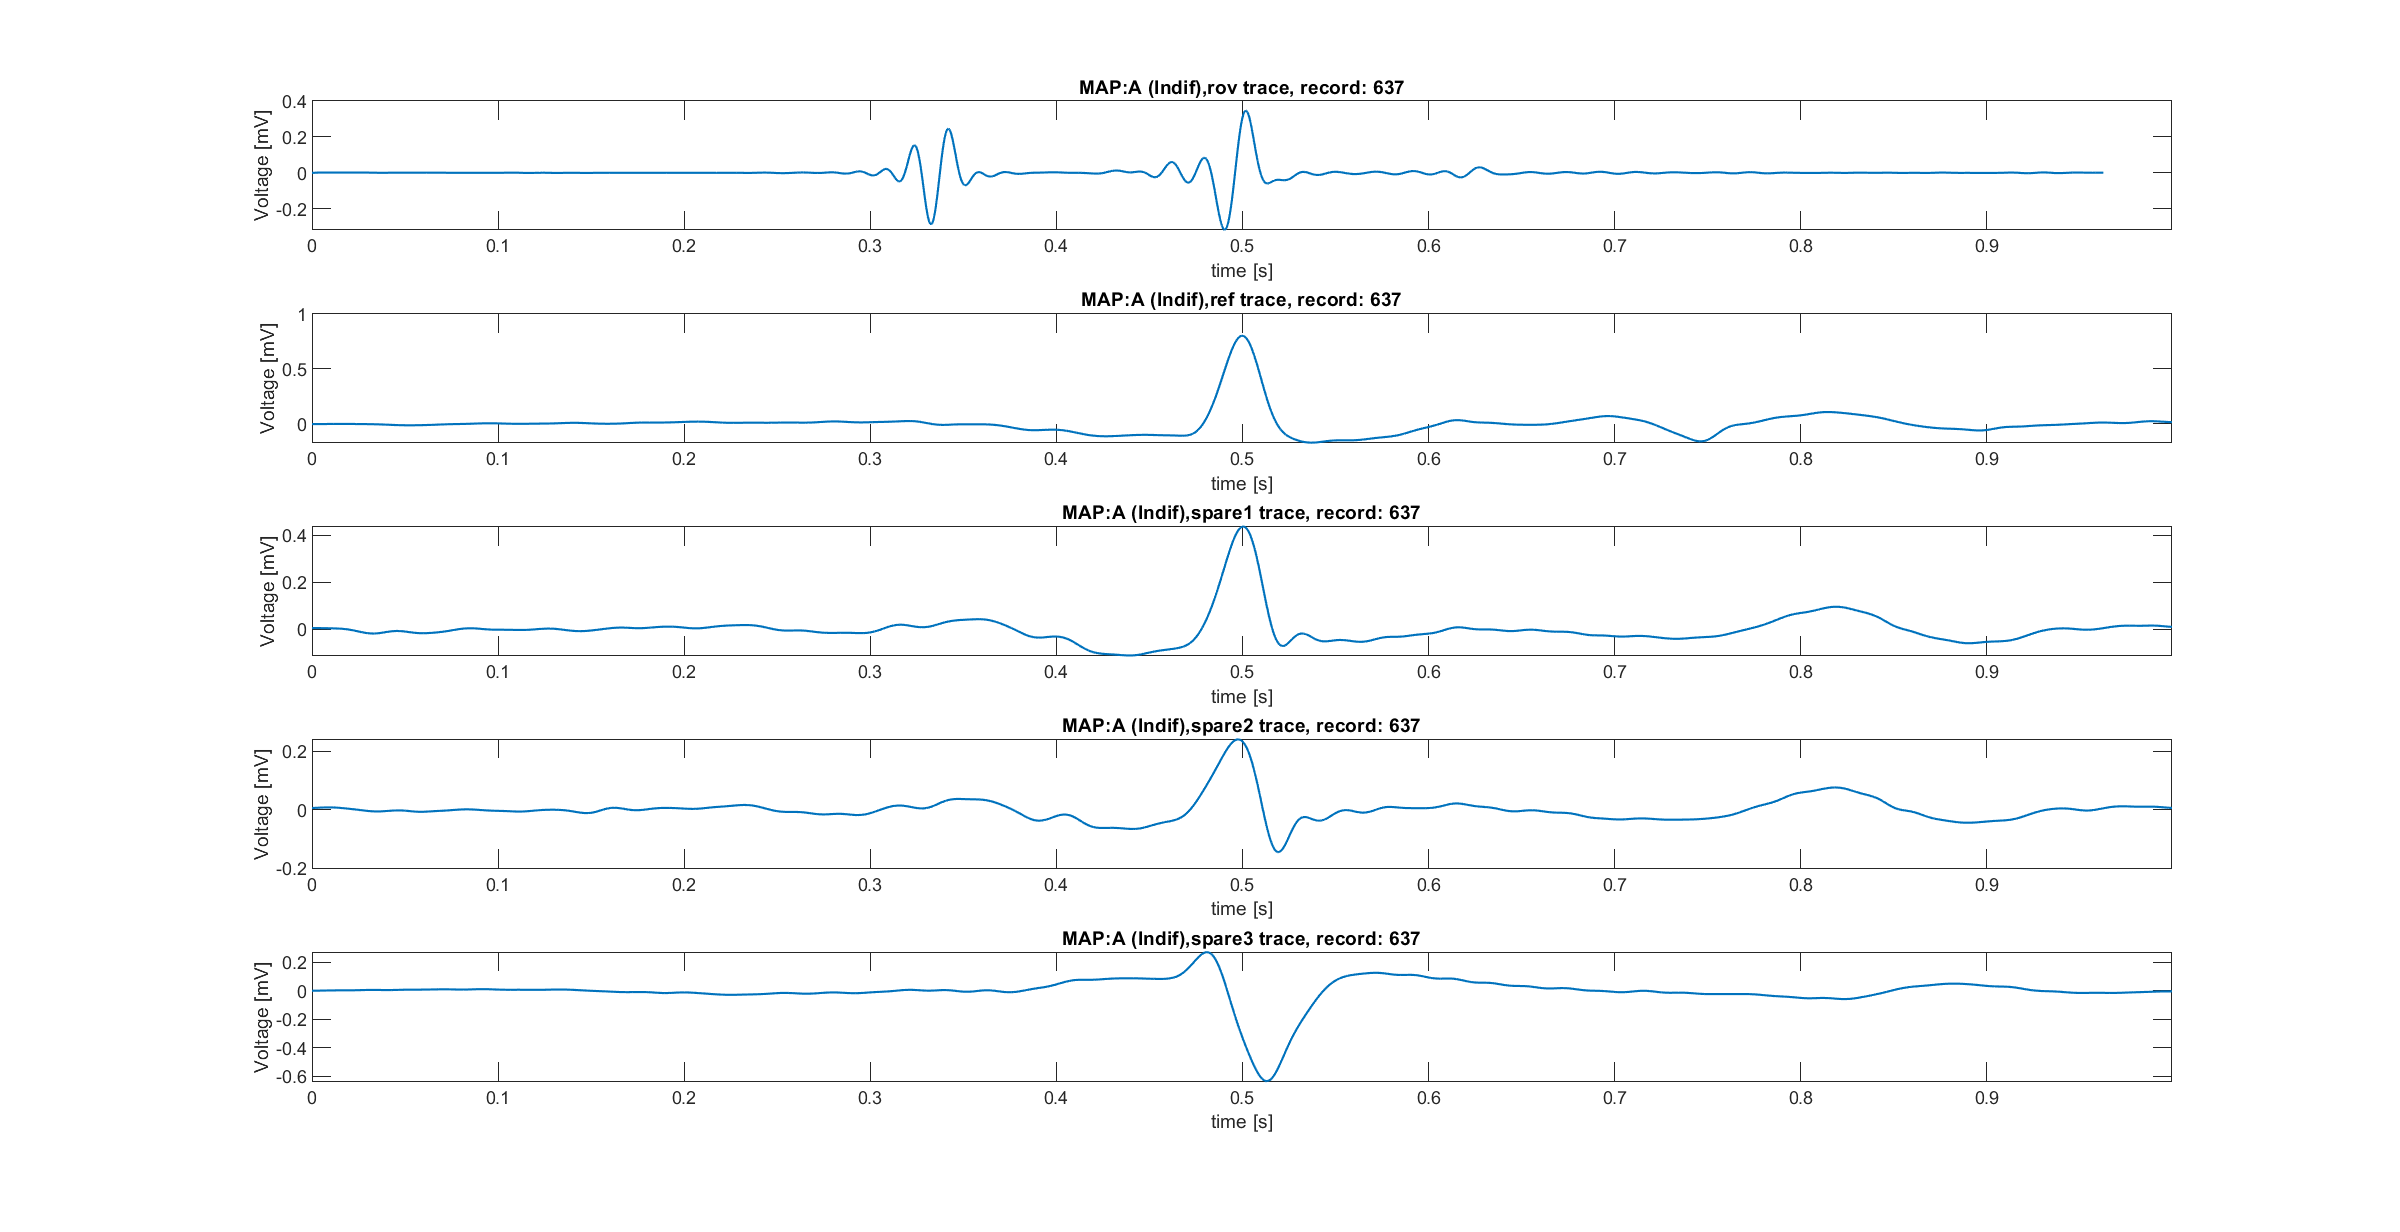 MAP:A (Indif),rov trace, record: 637
Voltage [mV]
0.4
0.2
0
-0.2
0 0.1 0.2 0.3 0.4 0.5 0.6 0.7 0.8 0.9
time [s]
MAP:A (Indif),ref trace, record: 637
Voltage [mV]
1
0.5
0
0 0.1 0.2 0.3 0.4 0.5 0.6 0.7 0.8 0.9
time [s]
MAP:A (Indif),spare1 trace, record: 637
Voltage [mV]
0.4
0.2
0
0 0.1 0.2 0.3 0.4 0.5 0.6 0.7 0.8 0.9
time [s]
MAP:A (Indif),spare2 trace, record: 637
Voltage [mV]
0.2
0
-0.2
0 0.1 0.2 0.3 0.4 0.5 0.6 0.7 0.8 0.9
time [s]
MAP:A (Indif),spare3 trace, record: 637
Voltage [mV]
0.2
0
-0.2
-0.4
-0.6
0 0.1 0.2 0.3 0.4 0.5 0.6 0.7 0.8 0.9
time [s]